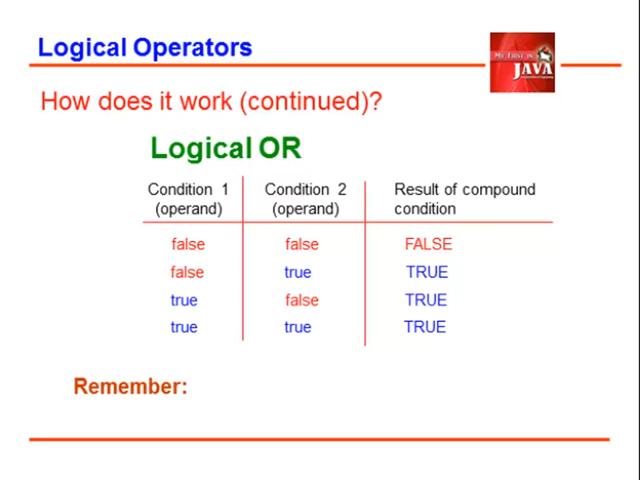 Logical Operators
JAVA
How does it work (continued)?
Logical OR
Condition 1 Condition 2 Result of compound
(operand) (operand) condition
false false FALSE
false true TRUE
true false TRUE
true true TRUE
Remember: